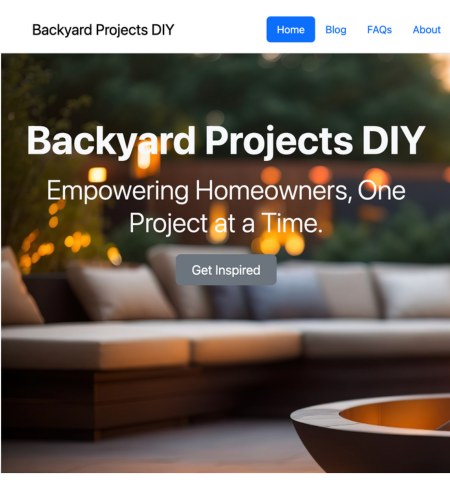 Backyard Projects DIY
Home
Blog
FAQs
About
Backyard Projects DIY
Empowering Homeowners, One
Project at a Time.
Get Inspired